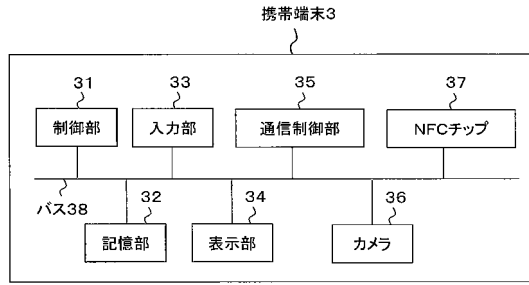 携帯端末3
31
33
35
37
制御部
入力部
通信制御部
NFCチップ
バス38
32
34
36
記憶部
表示部
カメラ